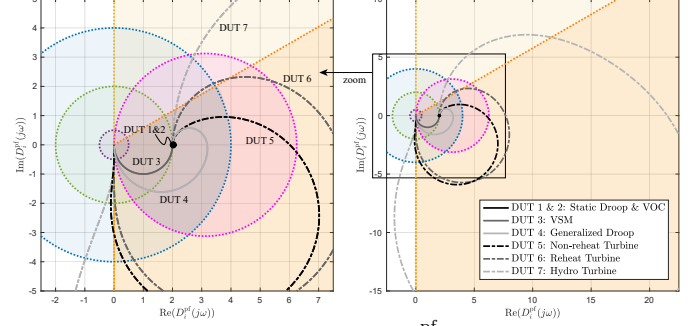 5
4
3
2
1
0
-1
-2
-3
-4
-5
-2
-1
0
1
2
3
4
5
6
7
Im(D_i^pf(jω))
Re(D_i^pf(jω))
DUT 7
DUT 6
DUT 1&2
DUT 5
DUT 3
DUT 4
zoom
10
5
0
-5
-10
-15
0
5
10
15
20
Im(D_i^pf(jω))
Re(D_i^pf(jω))
DUT 1 & 2: Static Droop & VOC
DUT 3: VSM
DUT 4: Generalized Droop
DUT 5: Non-reheat Turbine
DUT 6: Reheat Turbine
DUT 7: Hydro Turbine
pf